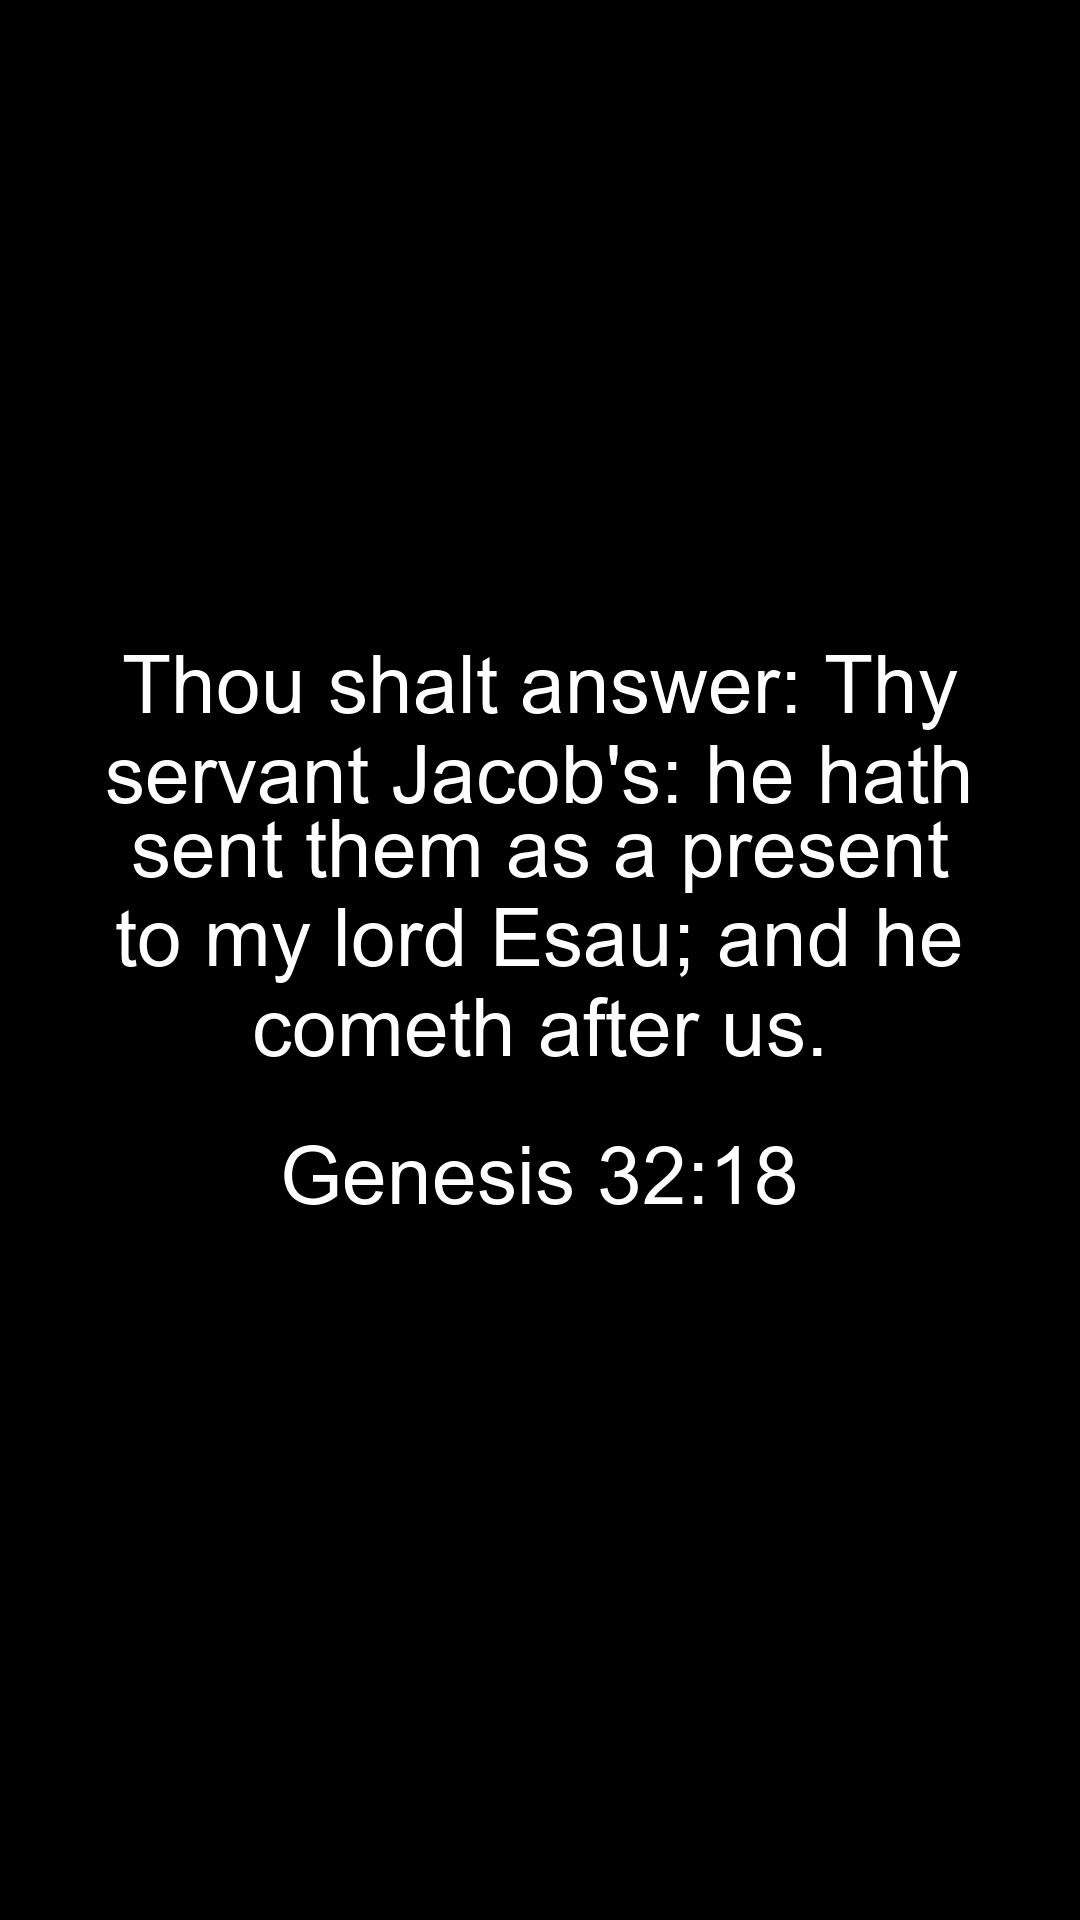 Thou shalt answer: Thy
servant Jacob's: he hath
sent them as a present
to my lord Esau; and he
cometh after us.
Genesis 32:18